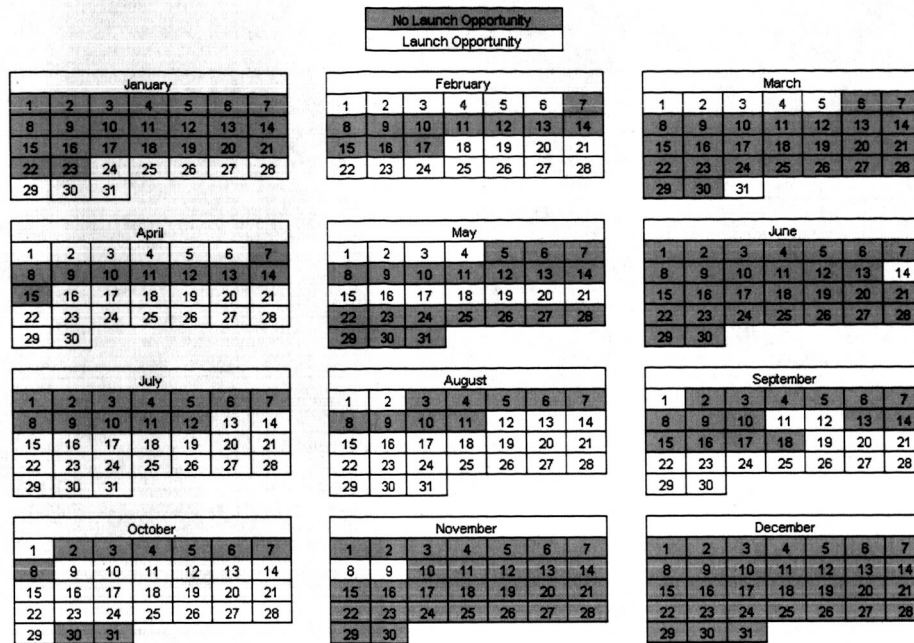 No Launch Opportunity
Launch Opportunity
January
1 2 3 4 5 6 7
8 9 10 11 12 13 14
15 16 17 18 19 20 21
22 23 24 25 26 27 28
29 30 31
February
1 2 3 4 5 6 7
8 9 10 11 12 13 14
15 16 17 18 19 20 21
22 23 24 25 26 27 28
March
1 2 3 4 5 6 7
8 9 10 11 12 13 14
15 16 17 18 19 20 21
22 23 24 25 26 27 28
29 30 31
April
1 2 3 4 5 6 7
8 9 10 11 12 13 14
15 16 17 18 19 20 21
22 23 24 25 26 27 28
29 30
May
1 2 3 4 5 6 7
8 9 10 11 12 13 14
15 16 17 18 19 20 21
22 23 24 25 26 27 28
29 30 31
June
1 2 3 4 5 6 7
8 9 10 11 12 13 14
15 16 17 18 19 20 21
22 23 24 25 26 27 28
29 30
July
1 2 3 4 5 6 7
8 9 10 11 12 13 14
15 16 17 18 19 20 21
22 23 24 25 26 27 28
29 30 31
August
1 2 3 4 5 6 7
8 9 10 11 12 13 14
15 16 17 18 19 20 21
22 23 24 25 26 27 28
29 30 31
September
1 2 3 4 5 6 7
8 9 10 11 12 13 14
15 16 17 18 19 20 21
22 23 24 25 26 27 28
29 30
October
1 2 3 4 5 6 7
8 9 10 11 12 13 14
15 16 17 18 19 20 21
22 23 24 25 26 27 28
29 30 31
November
1 2 3 4 5 6 7
8 9 10 11 12 13 14
15 16 17 18 19 20 21
22 23 24 25 26 27 28
29 30
December
1 2 3 4 5 6 7
8 9 10 11 12 13 14
15 16 17 18 19 20 21
22 23 24 25 26 27 28
29 30 31